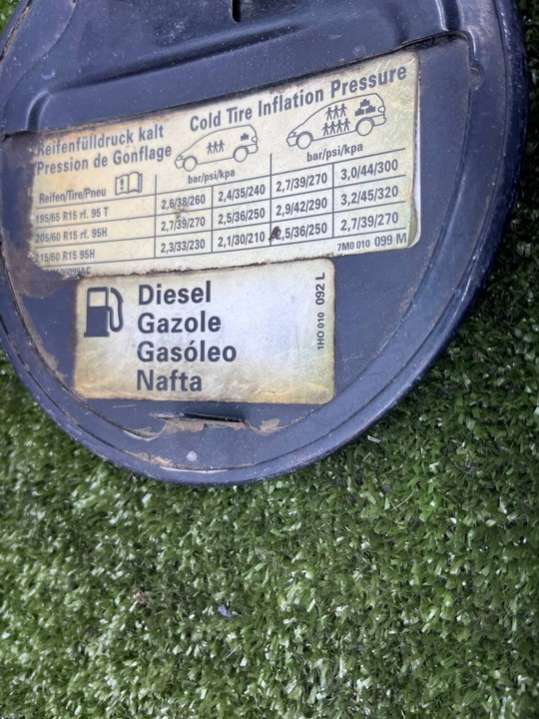 Reifenfülldruck kalt
Pression de Gonflage
Cold Tire Inflation Pressure
bar/psi/kpa bar/psi/kpa
Reifen/Tire/Pneu
195/65 R15 rf. 95 T 2,6/38/260 2,4/35/240 2,7/39/270 3,0/44/300
205/60 R15 rf. 95H 2,7/39/270 2,5/36/250 2,9/42/290 3,2/45/320
215/60 R15 95H 2,3/33/230 2,1/30/210 2,5/36/250 2,7/39/270
7M0 010 099 M
Diesel
Gazole
Gasóleo
Nafta
1HO 010 092 L